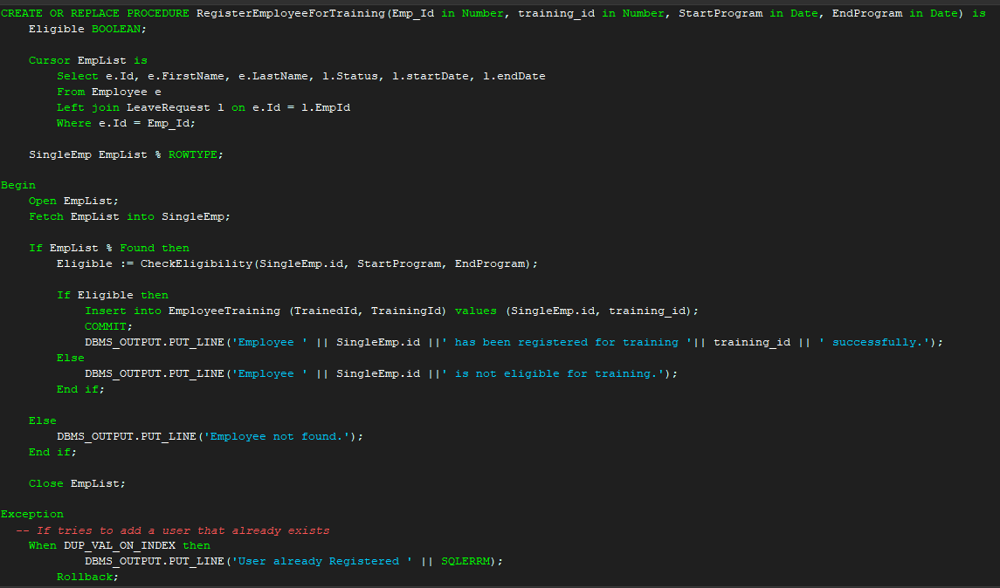 CREATE OR REPLACE PROCEDURE RegisterEmployeeForTraining(Emp_Id in Number, training_id in Number, StartProgram in Date, EndProgram in Date) is
Eligible BOOLEAN;
Cursor EmpList is
Select e.Id, e.FirstName, e.LastName, l.Status, l.startDate, l.endDate
From Employee e
Left join LeaveRequest l on e.Id = l.EmpId
Where e.Id = Emp_Id;
SingleEmp EmpList % ROWTYPE;
Begin
Open EmpList;
Fetch EmpList into SingleEmp;
If EmpList % Found then
Eligible := CheckEligibility(SingleEmp.id, StartProgram, EndProgram);
If Eligible then
Insert into EmployeeTraining (TrainedId, TrainingId) values (SingleEmp.id, training_id);
COMMIT;
DBMS_OUTPUT.PUT_LINE('Employee ' || SingleEmp.id ||' has been registered for training '|| training_id || ' successfully.');
Else
DBMS_OUTPUT.PUT_LINE('Employee ' || SingleEmp.id ||' is not eligible for training.');
End if;
Else
DBMS_OUTPUT.PUT_LINE('Employee not found.');
End if;
Close EmpList;
Exception
-- If tries to add a user that already exists
When DUP_VAL_ON_INDEX then
DBMS_OUTPUT.PUT_LINE('User already Registered ' || SQLERRM);
Rollback;